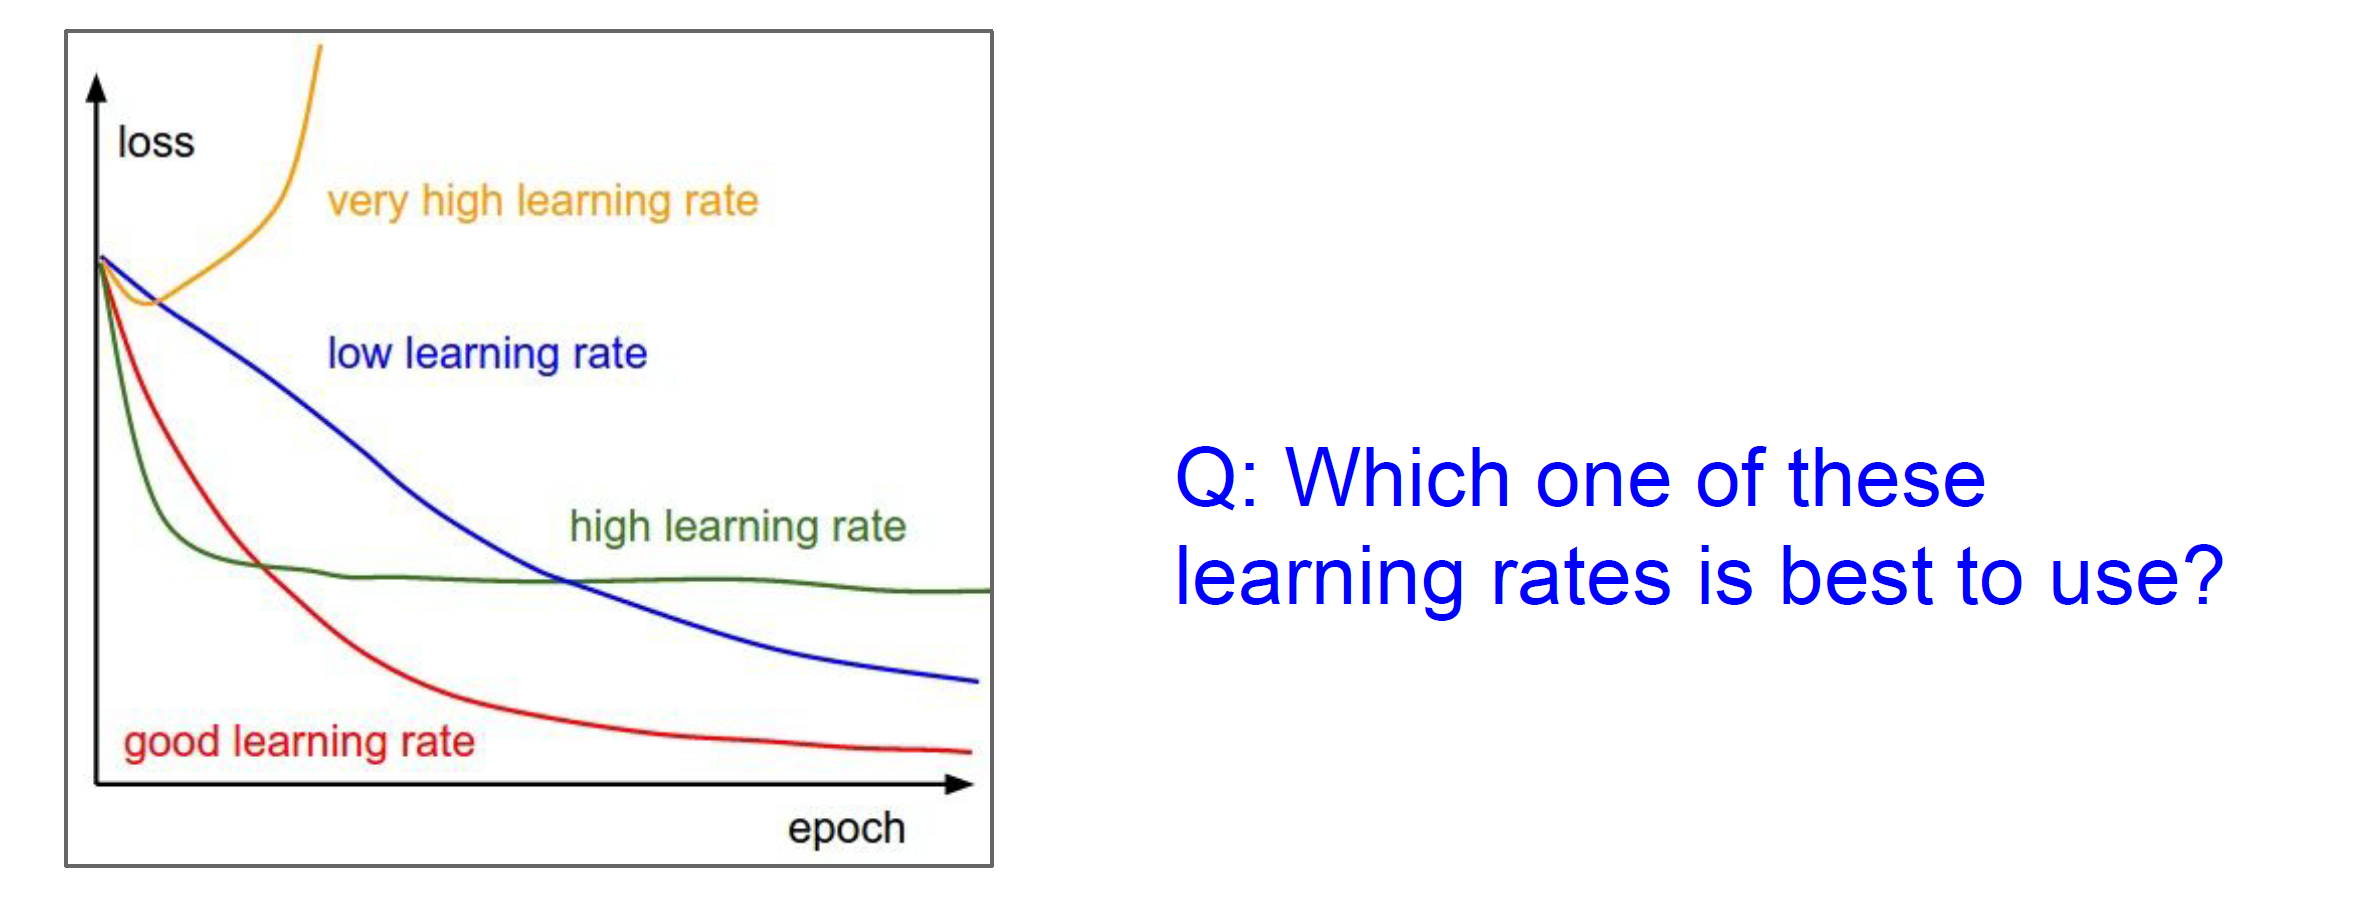 loss
very high learning rate
low learning rate
high learning rate
good learning rate
epoch
Q: Which one of these
learning rates is best to use?